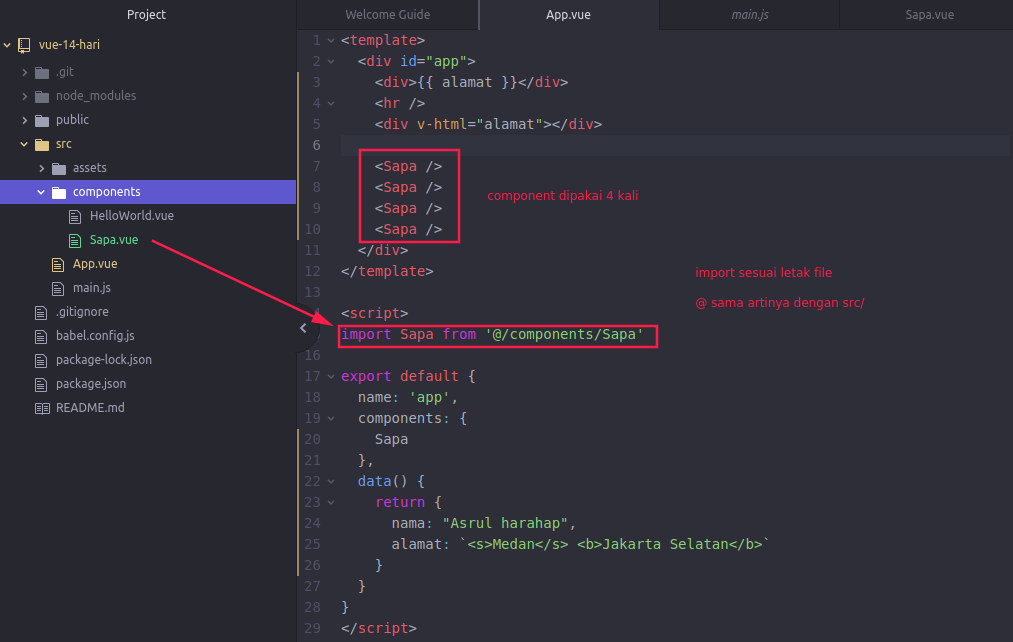 Project
Welcome Guide
App.vue
main.js
Sapa.vue
vue-14-hari
.git
node_modules
public
src
assets
components
HelloWorld.vue
Sapa.vue
App.vue
main.js
.gitignore
babel.config.js
package-lock.json
package.json
README.md
1 <template>
2 <div id="app">
3 <div>{{ alamat }}</div>
4 <hr />
5 <div v-html="alamat"></div>
6
7 <Sapa />
8 <Sapa />
9 <Sapa />
10 <Sapa />
component dipakai 4 kali
11 </div>
12 </template>
import sesuai letak file
13
@ sama artinya dengan src/
<script>
import Sapa from '@/components/Sapa'
16
17 export default {
18 name: 'app',
19 components: {
20 Sapa
21 },
22 data() {
23 return {
24 nama: "Asrul harahap",
25 alamat: `<s>Medan</s> <b>Jakarta Selatan</b>`
26 }
27 }
28 }
29 </script>